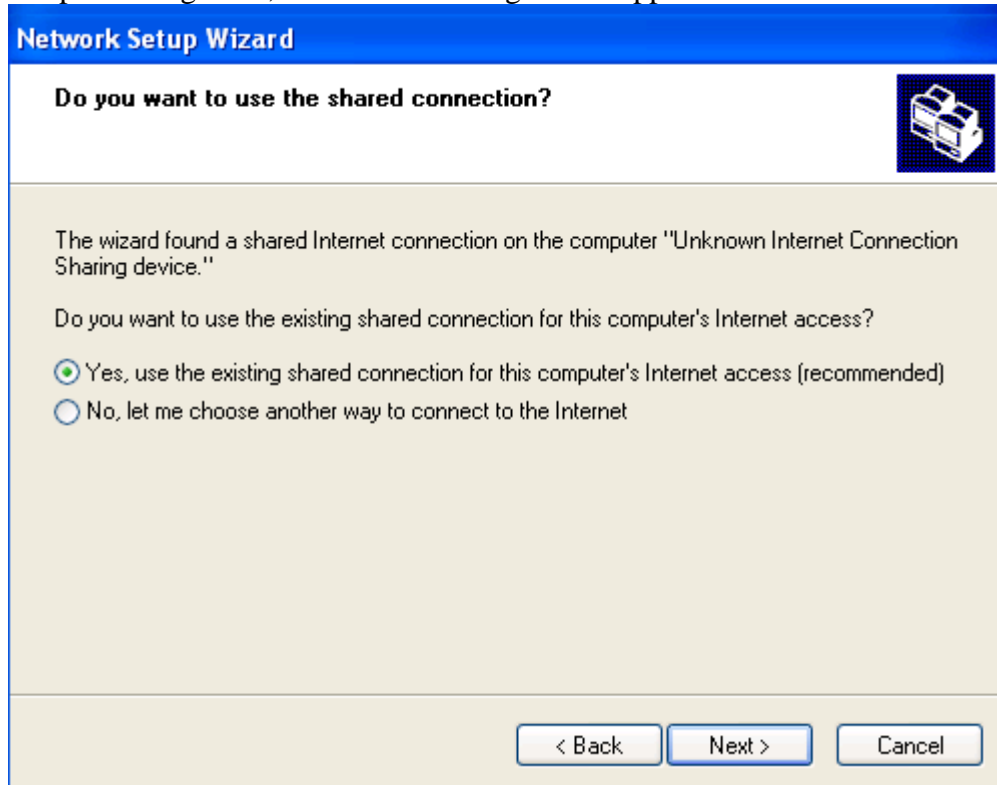 Network Setup Wizard
Do you want to use the shared connection?
The wizard found a shared Internet connection on the computer "Unknown Internet Connection
Sharing device."
Do you want to use the existing shared connection for this computer's Internet access?
Yes, use the existing shared connection for this computer's Internet access (recommended)
No, let me choose another way to connect to the Internet
< Back
Next >
Cancel